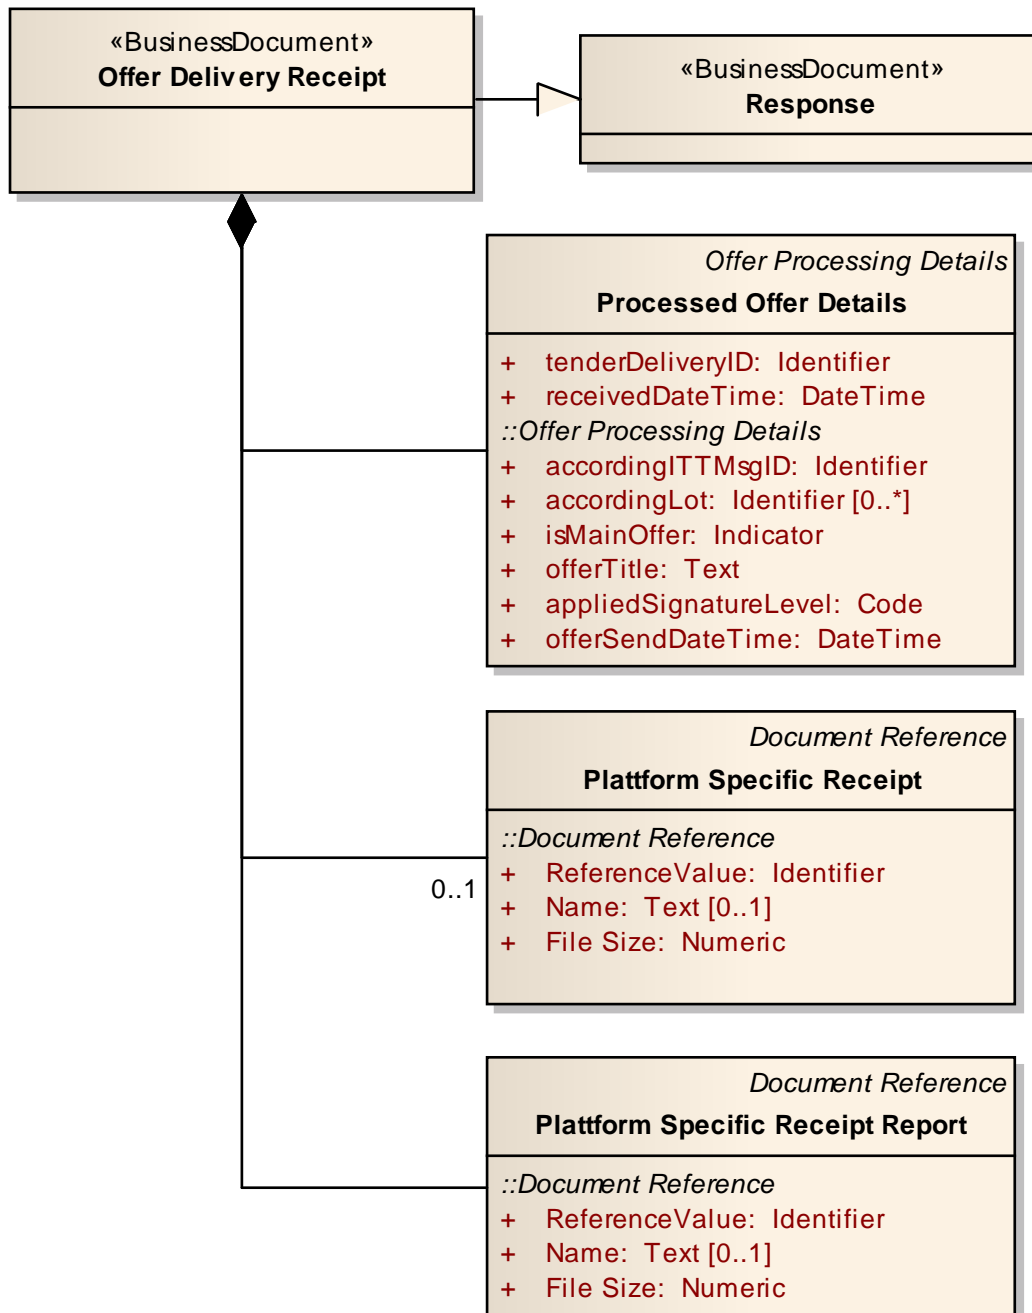 «BusinessDocument»
Offer Delivery Receipt
«BusinessDocument»
Response
Offer Processing Details
Processed Offer Details
+ tenderDeliveryID: Identifier
+ receivedDateTime: DateTime
::Offer Processing Details
+ accordingITTMsgID: Identifier
+ accordingLot: Identifier [0..*]
+ isMainOffer: Indicator
+ offerTitle: Text
+ appliedSignatureLevel: Code
+ offerSendDateTime: DateTime
Document Reference
Plattform Specific Receipt
::Document Reference
+ ReferenceValue: Identifier
+ Name: Text [0..1]
+ File Size: Numeric
0..1
Document Reference
Plattform Specific Receipt Report
::Document Reference
+ ReferenceValue: Identifier
+ Name: Text [0..1]
+ File Size: Numeric